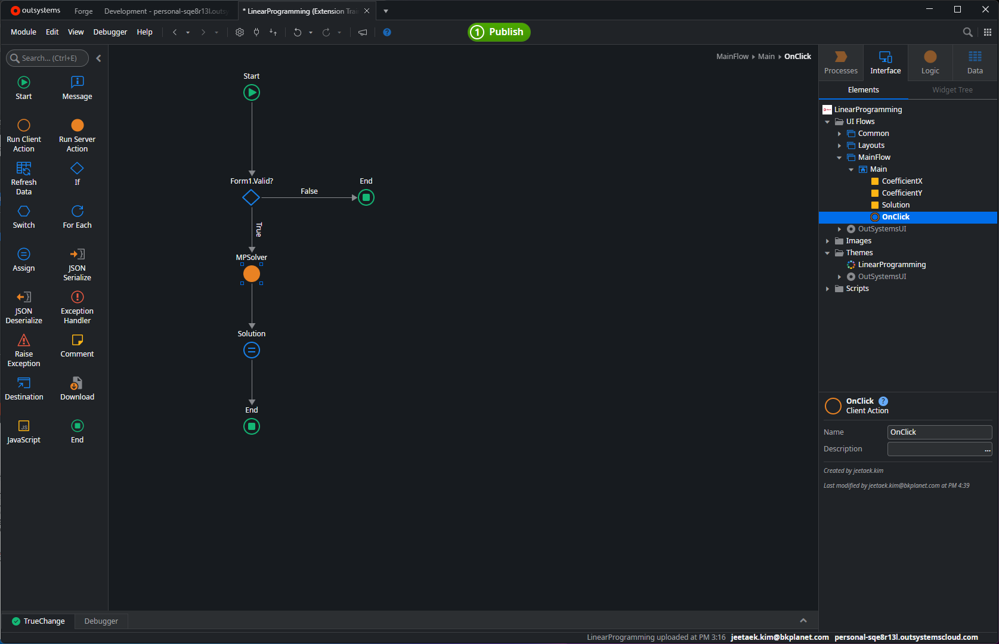 outsystems
Forge
Development - personal-sqe8r13l.outsy
* LinearProgramming (Extension Trai
Module
Edit
View
Debugger
Help
1 Publish
Search... (Ctrl+E)
Start
Message
Run Client
Action
Run Server
Action
Refresh
Data
If
Switch
For Each
Assign
JSON
Serialize
JSON
Deserialize
Exception
Handler
Raise
Exception
Comment
Destination
Download
JS
JavaScript
End
MainFlow
Main
OnClick
Start
Form1.Valid?
False
End
True
MPSolver
Solution
End
Processes
Interface
Logic
Data
Elements
Widget Tree
LinearProgramming
UI Flows
Common
Layouts
MainFlow
Main
CoefficientX
CoefficientY
Solution
OnClick
OutSystemsUI
Images
Themes
LinearProgramming
OutSystemsUI
Scripts
OnClick ?
Client Action
Name
OnClick
Description
...
Created by jeetaek.kim
Last modified by jeetaek.kim@bkplanet.com at PM 4:39
TrueChange
Debugger
LinearProgramming uploaded at PM 3:16 jeetaek.kim@bkplanet.com personal-sqe8r13l.outsystemscloud.com